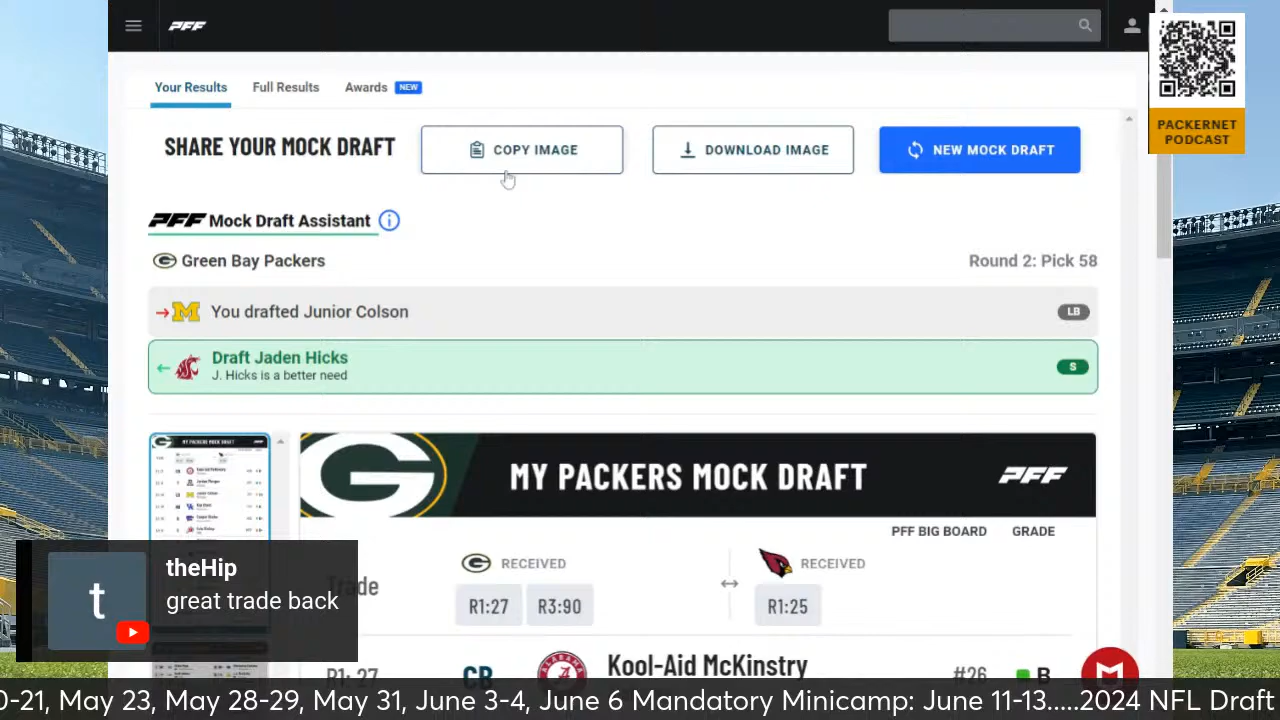 PFF
PACKERNET
PODCAST
Your Results
Full Results
Awards
NEW
SHARE YOUR MOCK DRAFT
COPY IMAGE
DOWNLOAD IMAGE
NEW MOCK DRAFT
PFF Mock Draft Assistant
Green Bay Packers
Round 2: Pick 58
You drafted Junior Colson
LB
Draft Jaden Hicks
J. Hicks is a better need
S
MY PACKERS MOCK DRAFT
PFF
PFF BIG BOARD
GRADE
Trade
RECEIVED
R1:27
R3:90
RECEIVED
R1:25
R1: 27
CB
Kool-Aid McKinstry
#26
B
theHip
great trade back
0-21, May 23, May 28-29, May 31, June 3-4, June 6 Mandatory Minicamp: June 11-13.....2024 NFL Draft